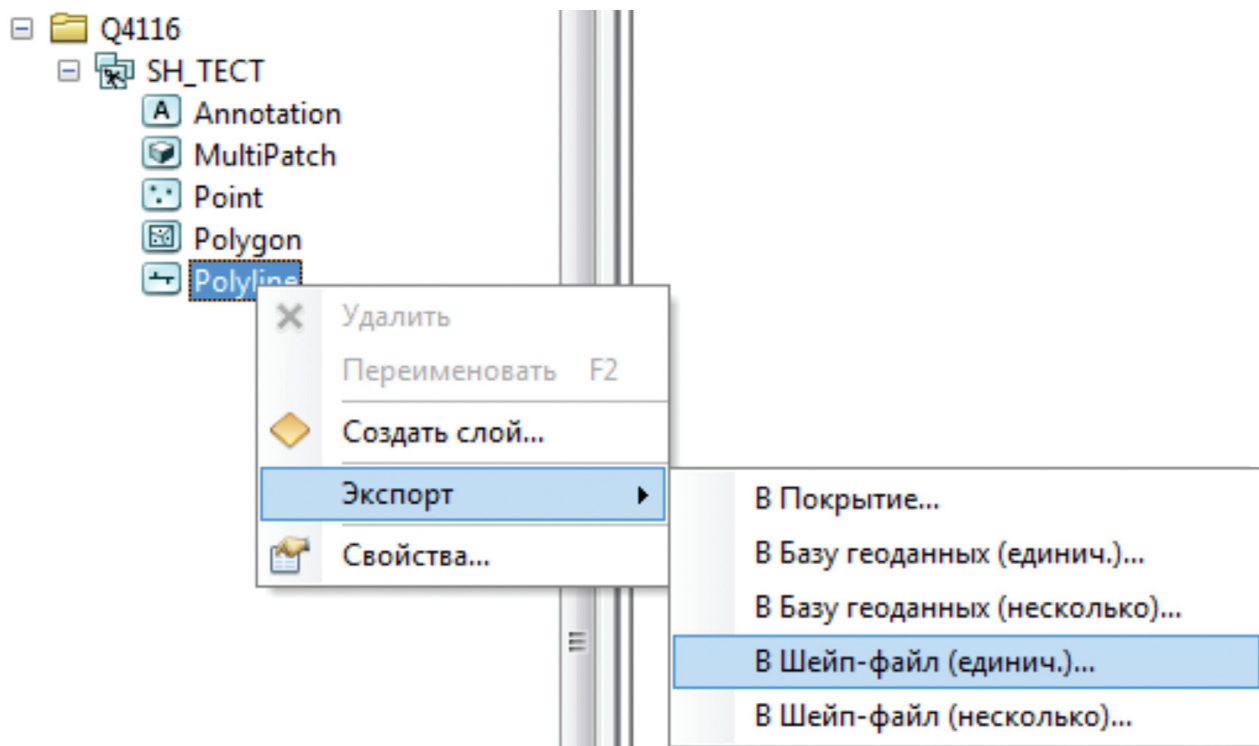 Q4116
SH_TECT
A Annotation
MultiPatch
Point
Polygon
Polyline
Удалить
Переименовать F2
Создать слой...
Экспорт
Свойства...
В Покрытие...
В Базу геоданных (единич.)...
В Базу геоданных (несколько)...
В Шейп-файл (единич.)...
В Шейп-файл (несколько)...